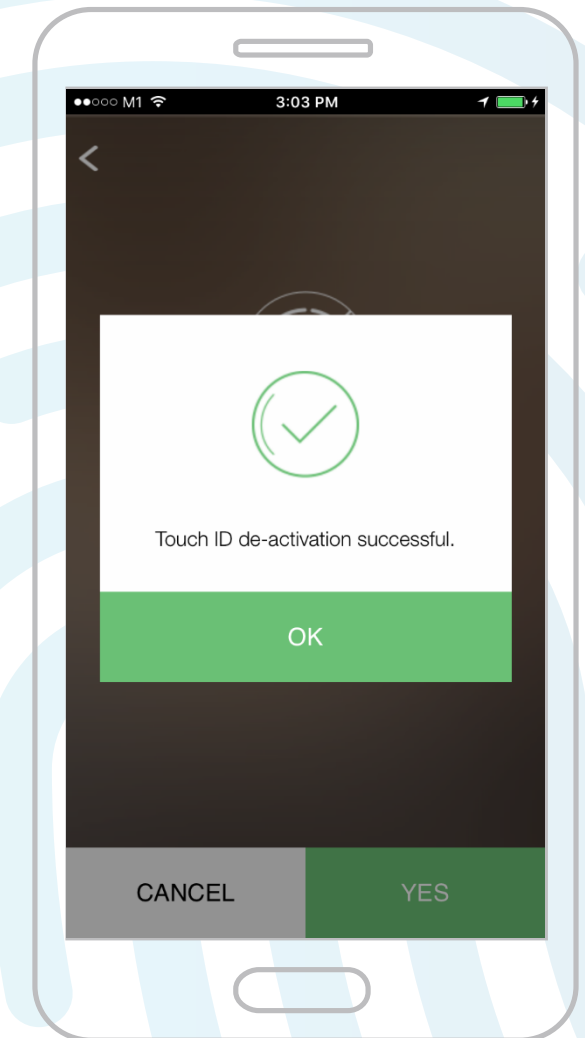 M1 3:03 PM
Touch ID de-activation successful.
OK
CANCEL YES